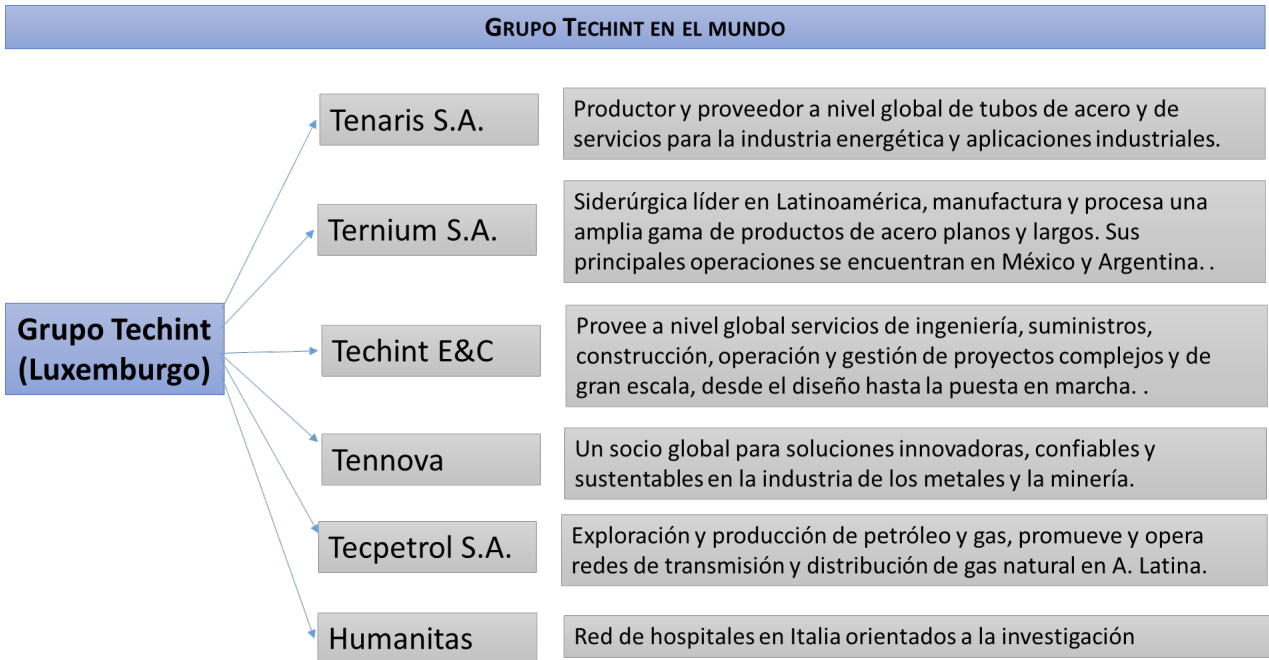 GRUPO TECHINT EN EL MUNDO
Tenaris S.A.
Productor y proveedor a nivel global de tubos de acero y de
servicios para la industria energética y aplicaciones industriales.
Ternium S.A.
Siderúrgica líder en Latinoamérica, manufactura y procesa una
amplia gama de productos de acero planos y largos. Sus
principales operaciones se encuentran en México y Argentina. .
Grupo Techint
(Luxemburgo)
Techint E&C
Provee a nivel global servicios de ingeniería, suministros,
construcción, operación y gestión de proyectos complejos y de
gran escala, desde el diseño hasta la puesta en marcha. .
Tennova
Un socio global para soluciones innovadoras, confiables y
sustentables en la industria de los metales y la minería.
Tecpetrol S.A.
Exploración y producción de petróleo y gas, promueve y opera
redes de transmisión y distribución de gas natural en A. Latina.
Humanitas
Red de hospitales en Italia orientados a la investigación